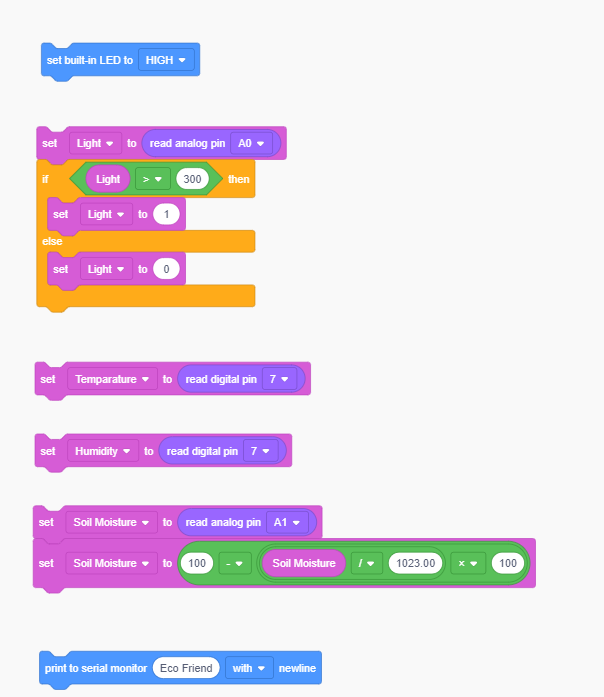 set built-in LED to HIGH
set Light to read analog pin A0
if Light > 300 then
set Light to 1
else
set Light to 0
set Temparature to read digital pin 7
set Humidity to read digital pin 7
set Soil Moisture to read analog pin A1
set Soil Moisture to 100 - Soil Moisture / 1023.00 × 100
print to serial monitor Eco Friend with newline